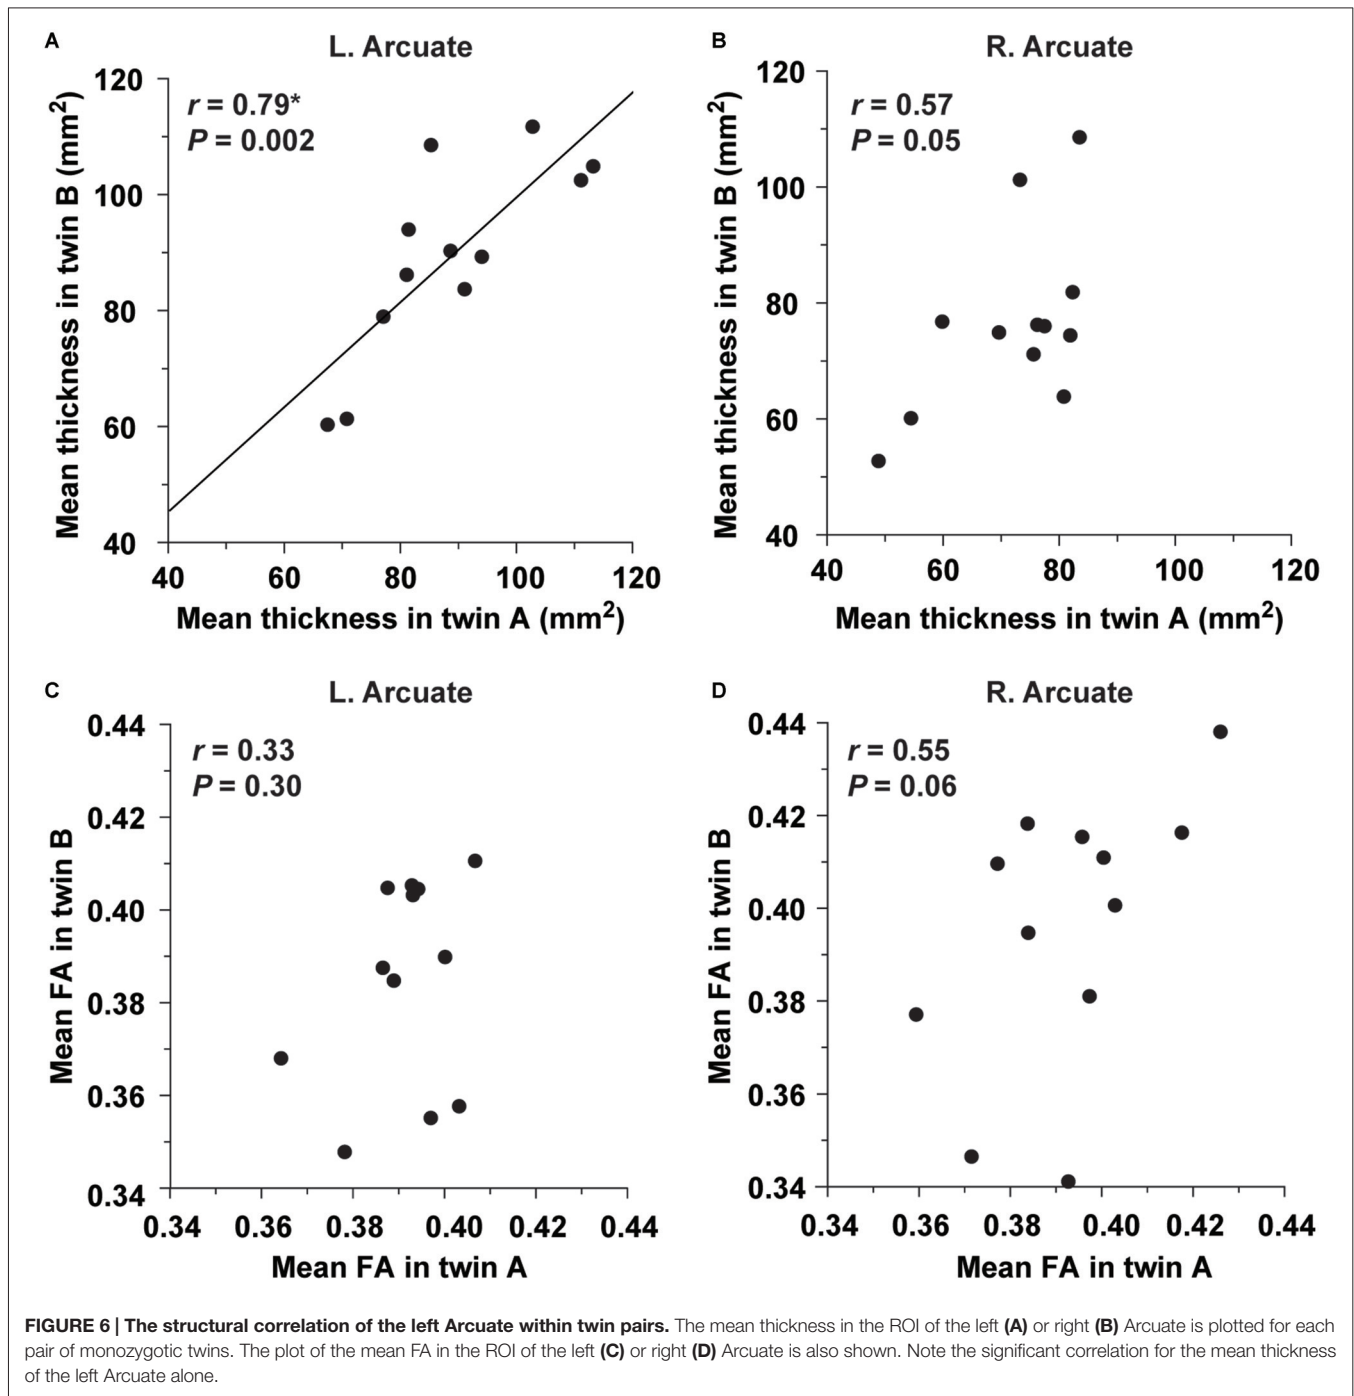 A
L. Arcuate
r = 0.79*
P = 0.002
Mean thickness in twin B (mm²)
120
100
80
60
40
40 60 80 100 120
Mean thickness in twin A (mm²)
B
R. Arcuate
r = 0.57
P = 0.05
Mean thickness in twin B (mm²)
120
100
80
60
40
40 60 80 100 120
Mean thickness in twin A (mm²)
C
L. Arcuate
r = 0.33
P = 0.30
Mean FA in twin B
0.44
0.42
0.40
0.38
0.36
0.34
0.34 0.36 0.38 0.40 0.42 0.44
Mean FA in twin A
D
R. Arcuate
r = 0.55
P = 0.06
Mean FA in twin B
0.44
0.42
0.40
0.38
0.36
0.34
0.34 0.36 0.38 0.40 0.42 0.44
Mean FA in twin A
FIGURE 6 | The structural correlation of the left Arcuate within twin pairs. The mean thickness in the ROI of the left (A) or right (B) Arcuate is plotted for each
pair of monozygotic twins. The plot of the mean FA in the ROI of the left (C) or right (D) Arcuate is also shown. Note the significant correlation for the mean thickness
of the left Arcuate alone.